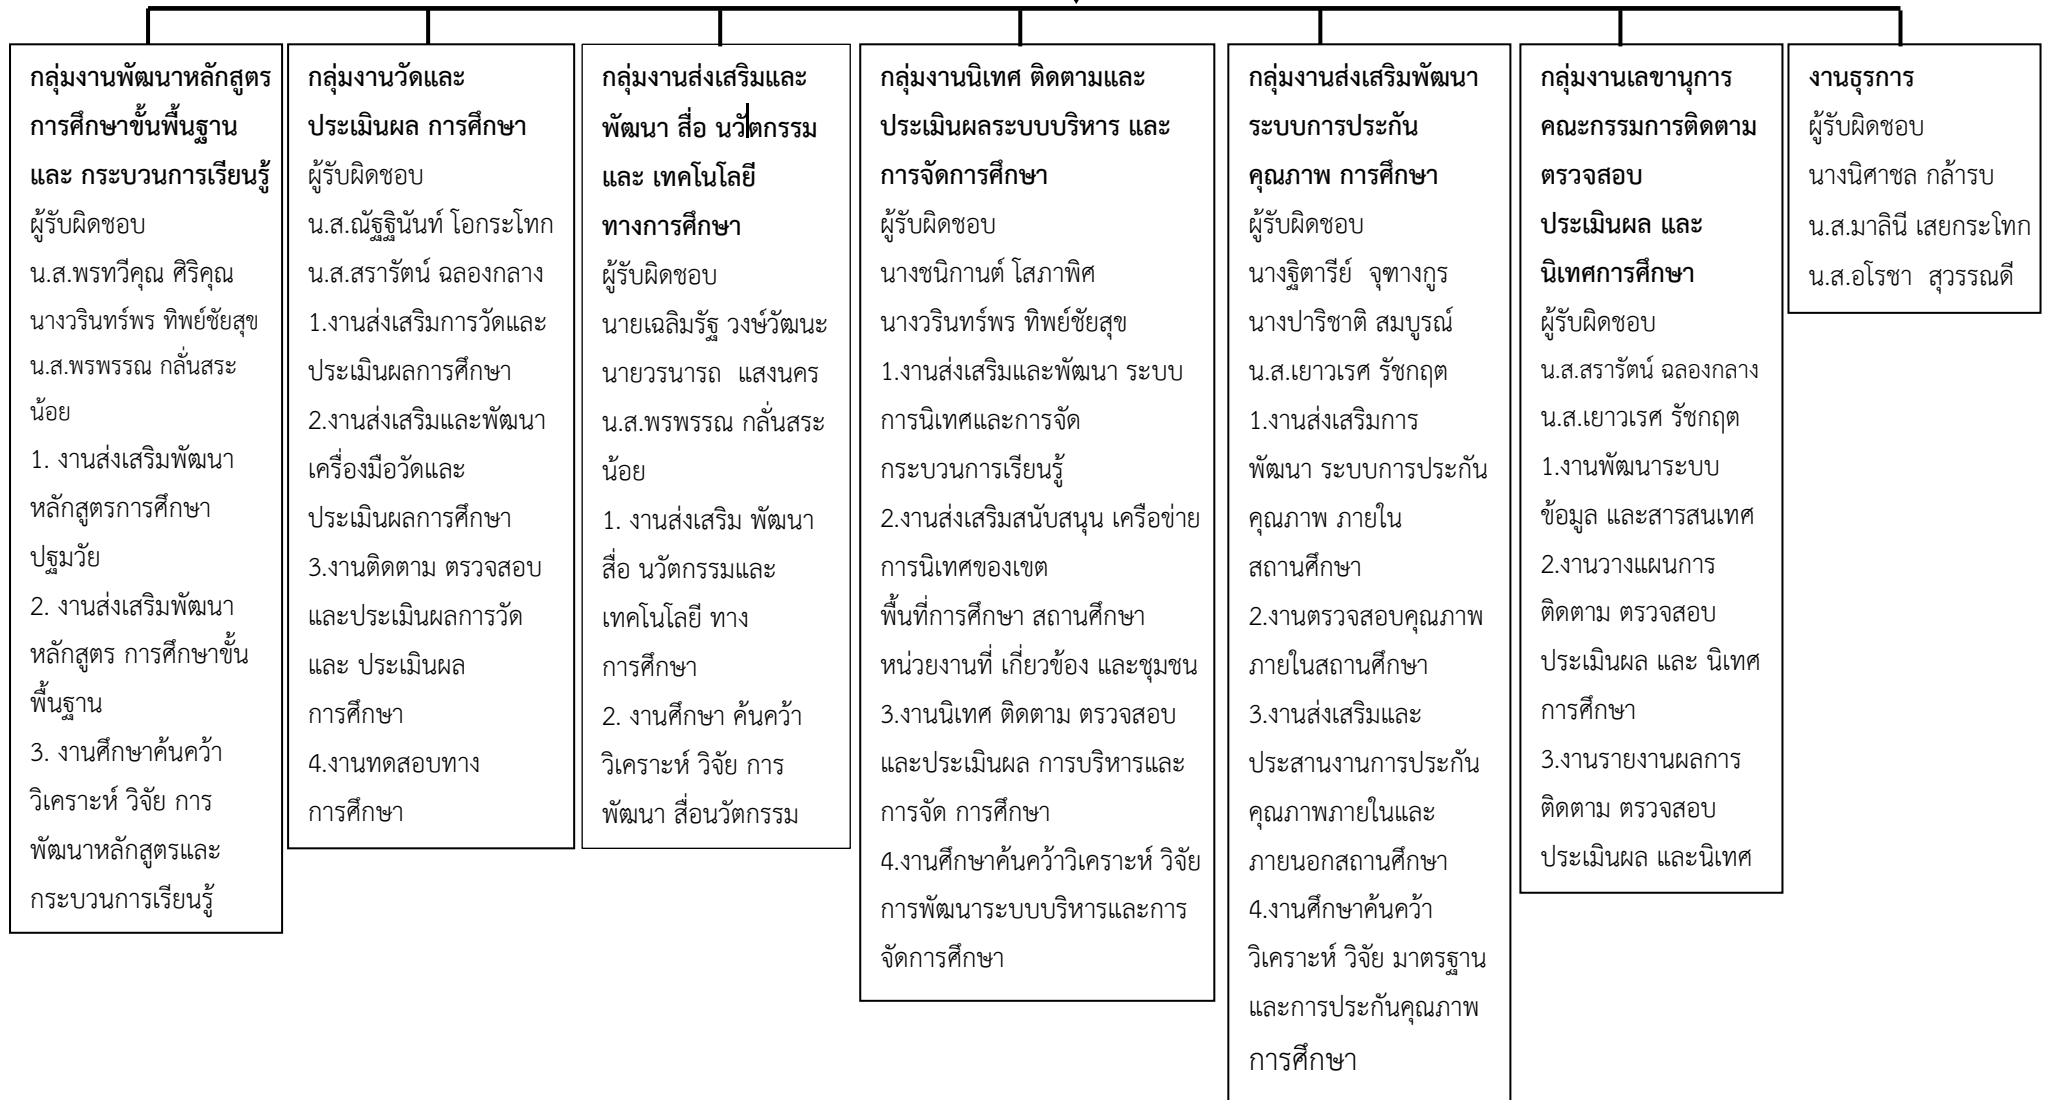 กลุ่มงานพัฒนาหลักสูตร
การศึกษาขั้นพื้นฐาน
และ กระบวนการเรียนรู้
ผู้รับผิดชอบ
น.ส.พรทวีคุณ ศิริคุณ
นางวรินทร์พร ทิพย์ชัยสุข
น.ส.พรพรรณ กลั่นสระ
น้อย
1. งานส่งเสริมพัฒนา
หลักสูตรการศึกษา
ปฐมวัย
2. งานส่งเสริมพัฒนา
หลักสูตร การศึกษาขั้น
พื้นฐาน
3. งานศึกษาค้นคว้า
วิเคราะห์ วิจัย การ
พัฒนาหลักสูตรและ
กระบวนการเรียนรู้
กลุ่มงานวัดและ
ประเมินผล การศึกษา
ผู้รับผิดชอบ
น.ส.ณัฐฐินันท์ โอกระโทก
น.ส.สรารัตน์ ฉลองกลาง
1.งานส่งเสริมการวัดและ
ประเมินผลการศึกษา
2.งานส่งเสริมและพัฒนา
เครื่องมือวัดและ
ประเมินผลการศึกษา
3.งานติดตาม ตรวจสอบ
และประเมินผลการวัด
และ ประเมินผล
การศึกษา
4.งานทดสอบทาง
การศึกษา
กลุ่มงานส่งเสริมและ
พัฒนา สื่อ นวัตกรรม
และ เทคโนโลยี
ทางการศึกษา
ผู้รับผิดชอบ
นายเฉลิมรัฐ วงษ์วัฒนะ
นายวรนารถ  แสงนคร
น.ส.พรพรรณ กลั่นสระ
น้อย
1. งานส่งเสริม พัฒนา
สื่อ นวัตกรรมและ
เทคโนโลยี ทาง
การศึกษา
2. งานศึกษา ค้นคว้า
วิเคราะห์ วิจัย การ
พัฒนา สื่อนวัตกรรม
กลุ่มงานนิเทศ ติดตามและ
ประเมินผลระบบบริหาร และ
การจัดการศึกษา
ผู้รับผิดชอบ
นางชนิกานต์ โสภาพิศ
นางวรินทร์พร ทิพย์ชัยสุข
1.งานส่งเสริมและพัฒนา ระบบ
การนิเทศและการจัด
กระบวนการเรียนรู้
2.งานส่งเสริมสนับสนุน เครือข่าย
การนิเทศของเขต
พื้นที่การศึกษา สถานศึกษา
หน่วยงานที่ เกี่ยวข้อง และชุมชน
3.งานนิเทศ ติดตาม ตรวจสอบ
และประเมินผล การบริหารและ
การจัด การศึกษา
4.งานศึกษาค้นคว้าวิเคราะห์ วิจัย
การพัฒนาระบบบริหารและการ
จัดการศึกษา
กลุ่มงานส่งเสริมพัฒนา
ระบบการประกัน
คุณภาพ การศึกษา
ผู้รับผิดชอบ
นางฐิตารีย์  จุฑางกูร
นางปาริชาติ สมบูรณ์
น.ส.เยาวเรศ รัชกฤต
1.งานส่งเสริมการ
พัฒนา ระบบการประกัน
คุณภาพ ภายใน
สถานศึกษา
2.งานตรวจสอบคุณภาพ
ภายในสถานศึกษา
3.งานส่งเสริมและ
ประสานงานการประกัน
คุณภาพภายในและ
ภายนอกสถานศึกษา
4.งานศึกษาค้นคว้า
วิเคราะห์ วิจัย มาตรฐาน
และการประกันคุณภาพ
การศึกษา
กลุ่มงานเลขานุการ
คณะกรรมการติดตาม
ตรวจสอบ
ประเมินผล และ
นิเทศการศึกษา
ผู้รับผิดชอบ
น.ส.สรารัตน์ ฉลองกลาง
น.ส.เยาวเรศ รัชกฤต
1.งานพัฒนาระบบ
ข้อมูล และสารสนเทศ
2.งานวางแผนการ
ติดตาม ตรวจสอบ
ประเมินผล และ นิเทศ
การศึกษา
3.งานรายงานผลการ
ติดตาม ตรวจสอบ
ประเมินผล และนิเทศ
งานธุรการ
ผู้รับผิดชอบ
นางนิศาชล กล้ารบ
น.ส.มาลินี เสยกระโทก
น.ส.อโรชา  สุวรรณดี